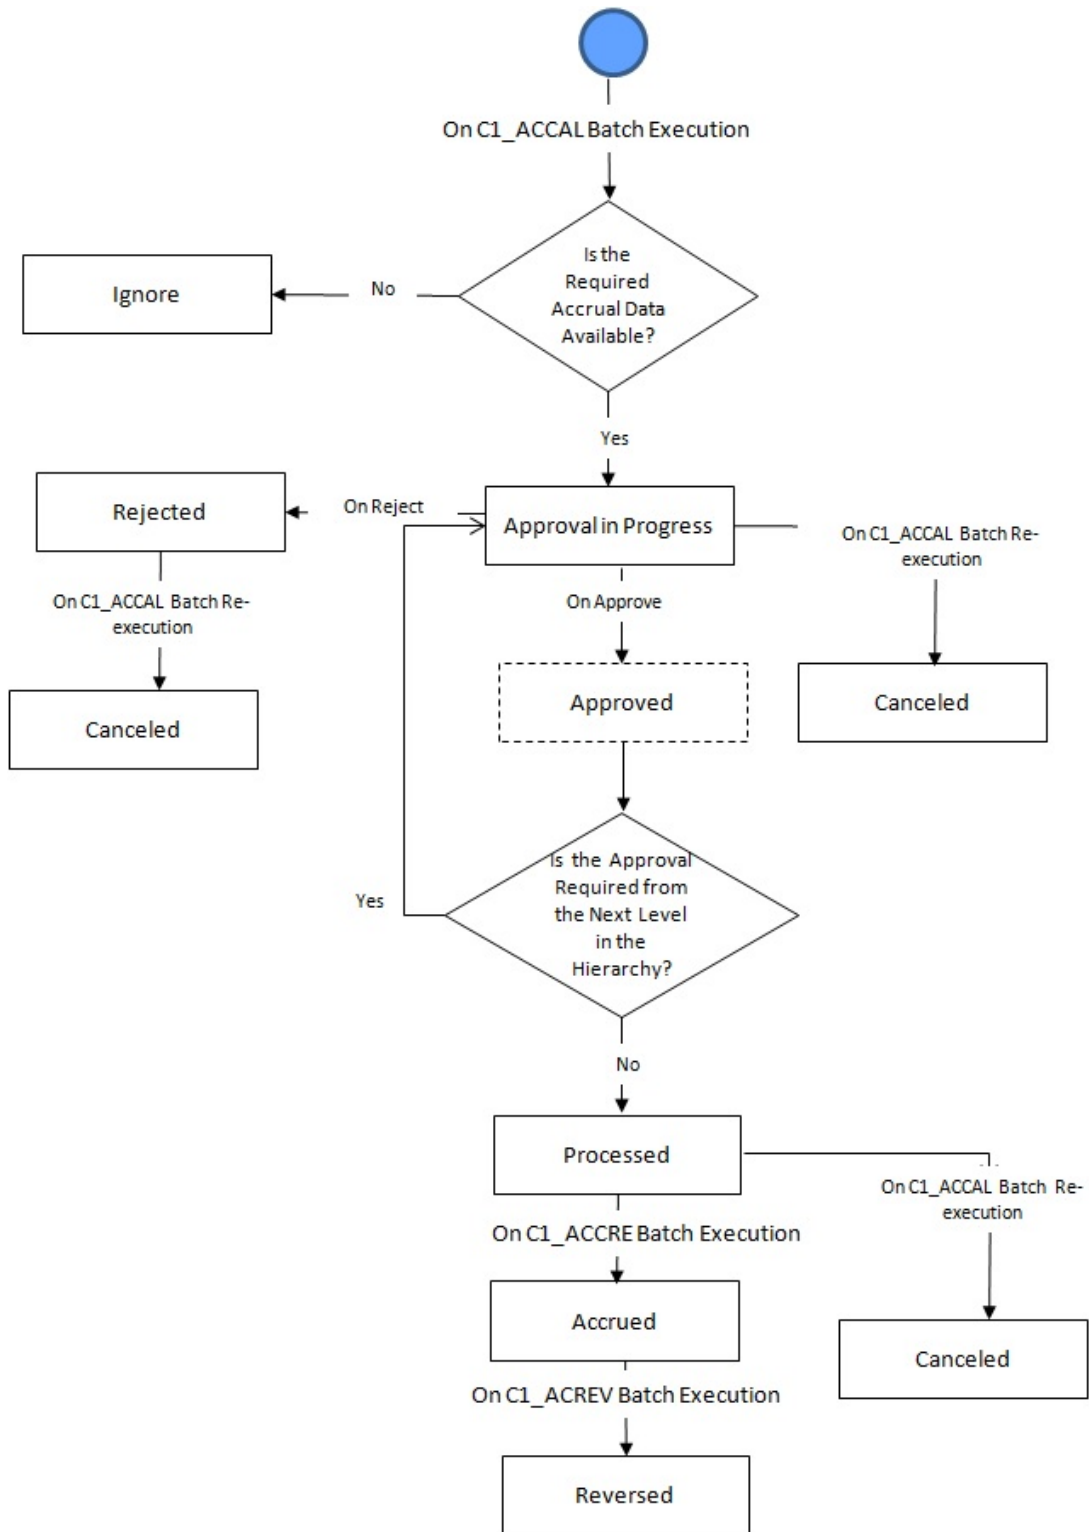 On C1_ACCAL Batch Execution
Is the
Required
Accrual Data
Available?
No
Ignore
Yes
Approval in Progress
On Reject
Rejected
On C1_ACCAL Batch Re-
execution
Canceled
On C1_ACCAL Batch Re-
execution
Canceled
On Approve
Approved
Is the Approval
Required from
the Next Level
in the
Hierarchy?
Yes
No
Processed
On C1_ACCAL Batch Re-
execution
Canceled
On C1_ACCRE Batch Execution
Accrued
On C1_ACREV Batch Execution
Reversed